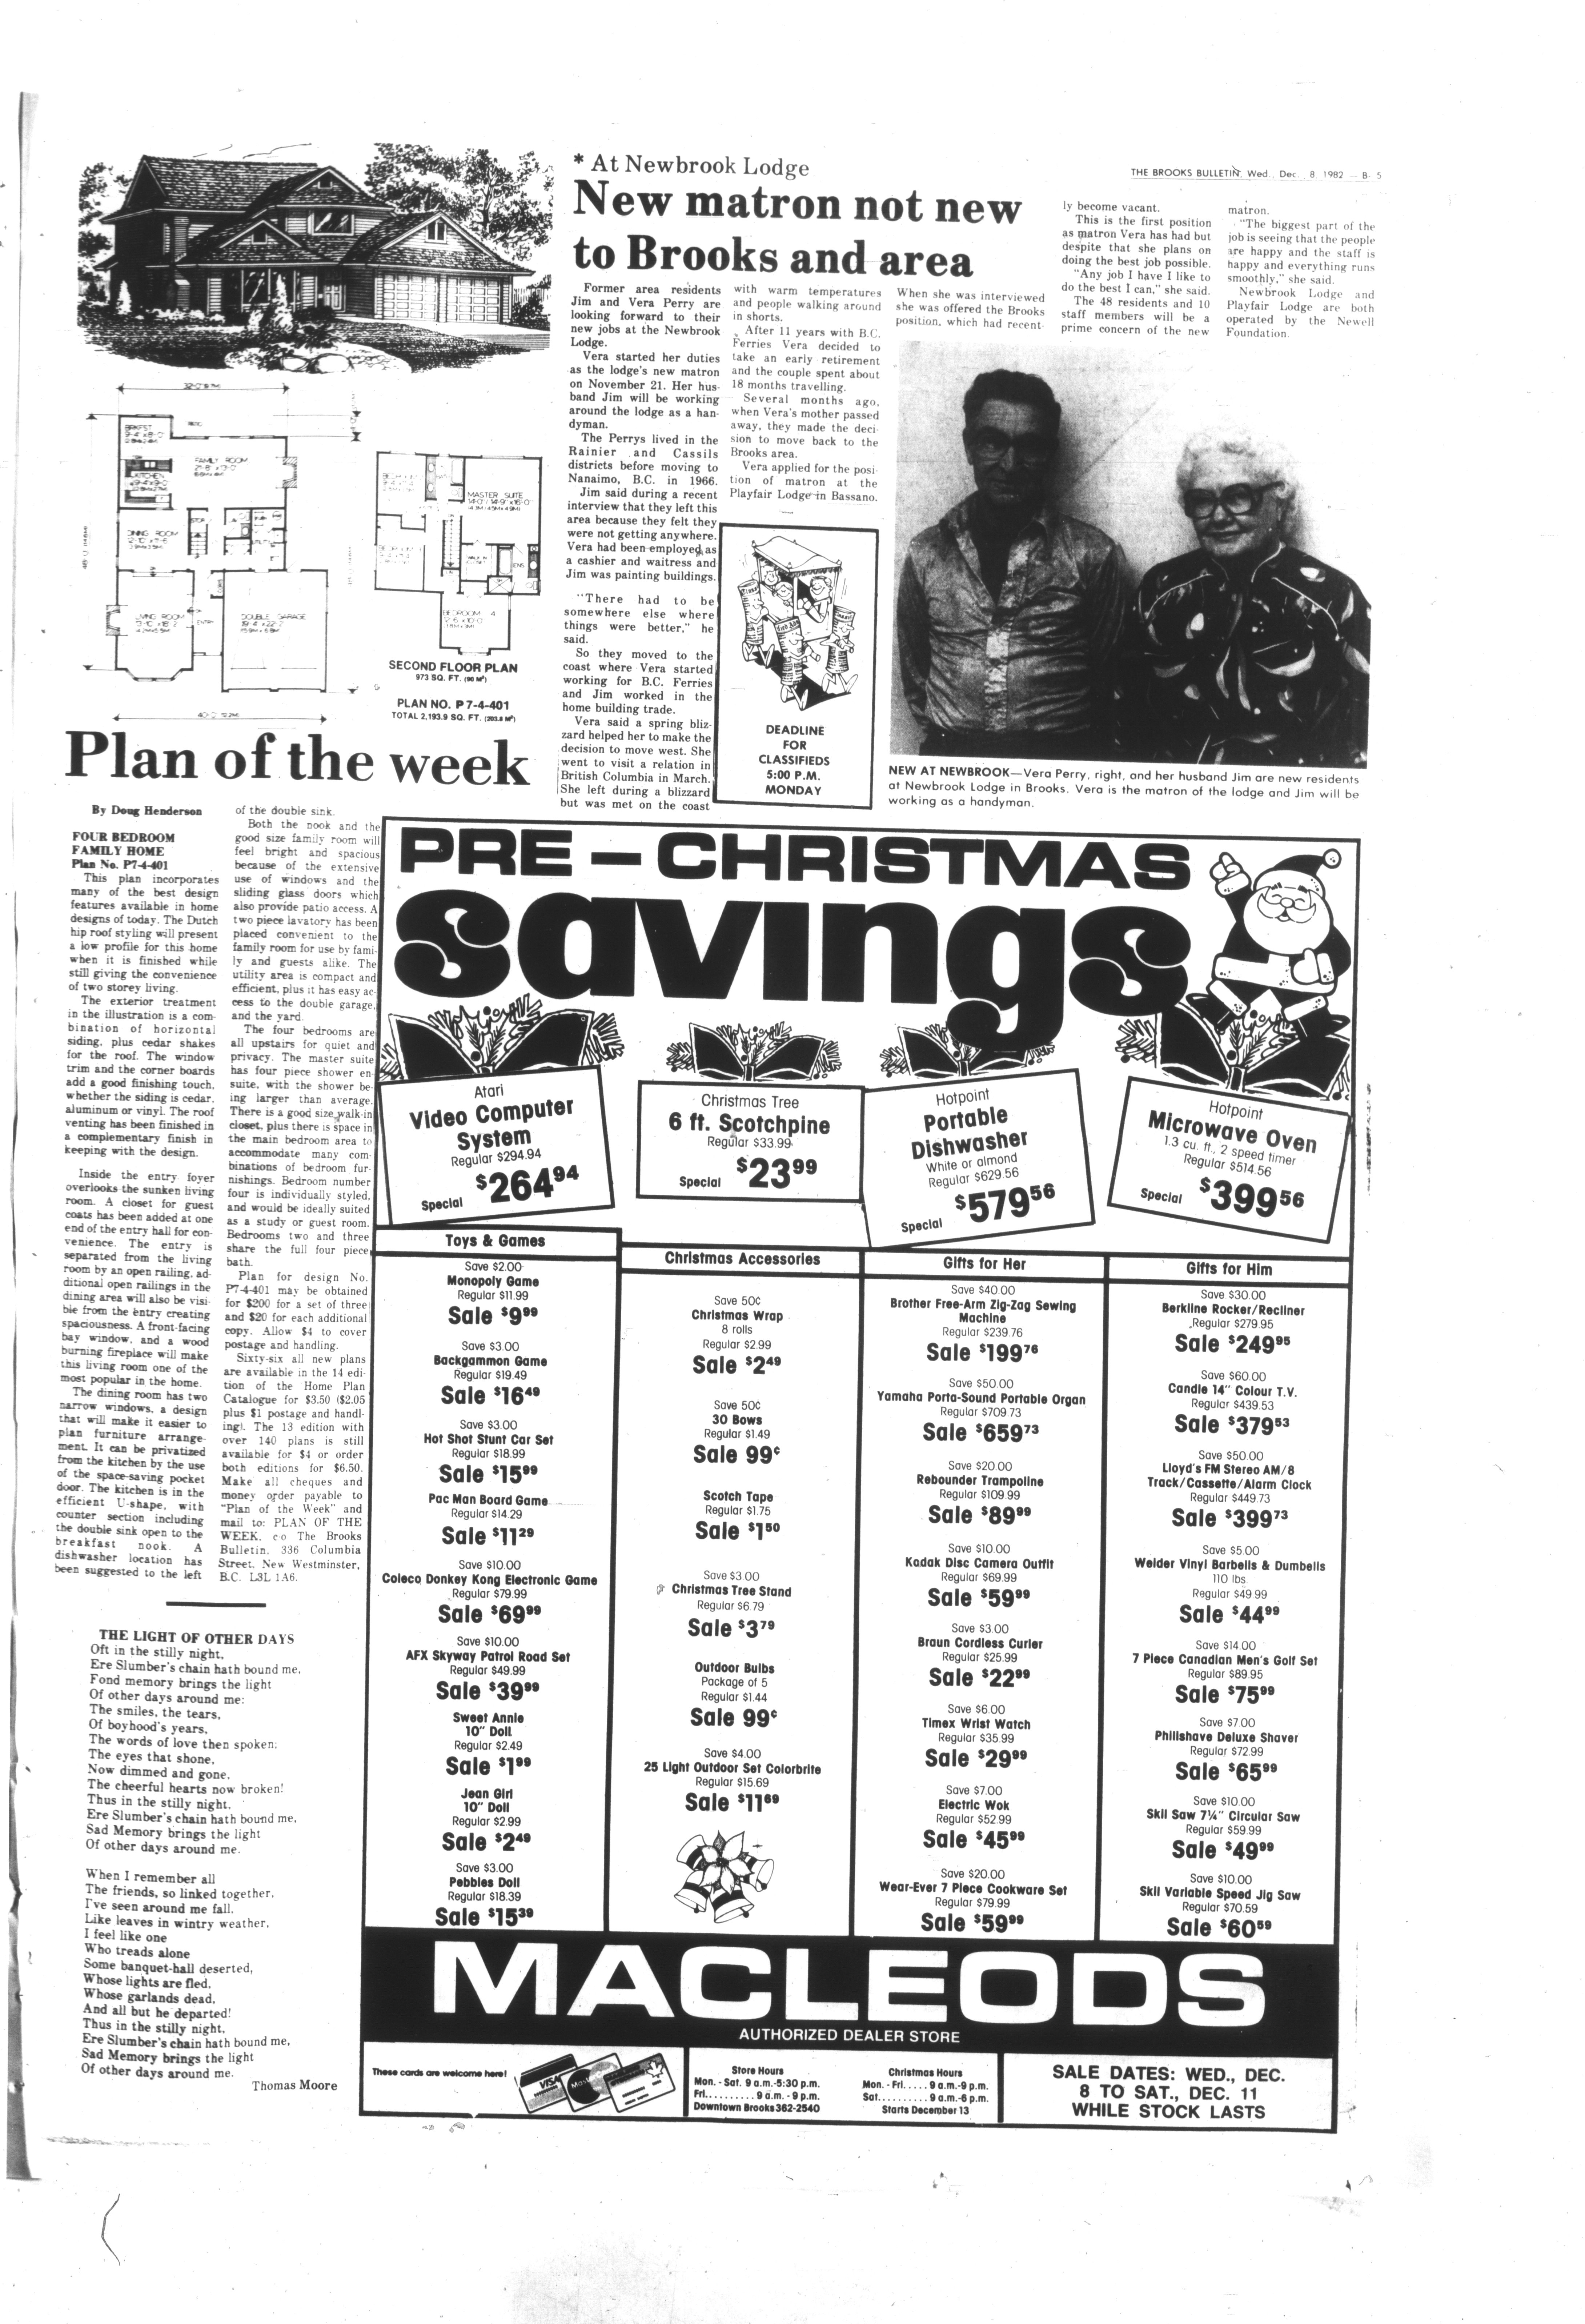 THE BROOKS BULLETIN, Wed., Dec. 8, 1982 — B 5
* At Newbrook Lodge
New matron not new
to Brooks and area
Former area residents
Jim and Vera Perry are
looking forward to their
new jobs at the Newbrook
Lodge.
Vera started her duties
as the lodge's new matron
on November 21. Her hus-
band Jim will be working
around the lodge as a han-
dyman.
The Perrys lived in the
Rainier and Cassils
districts before moving to
Nanaimo, B.C. in 1966.
Jim said during a recent
interview that they left this
area because they felt they
were not getting anywhere.
Vera had been employed as
a cashier and waitress and
Jim was painting buildings.
"There had to be
somewhere else where
things were better," he
said.
So they moved to the
coast where Vera started
working for B.C. Ferries
and Jim worked in the
home building trade.
Vera said a spring bliz-
zard helped her to make the
decision to move west. She
went to visit a relation in
British Columbia in March.
She left during a blizzard
but was met on the coast
with warm temperatures
and people walking around
in shorts.
After 11 years with B.C.
Ferries Vera decided to
take an early retirement
and the couple spent about
18 months travelling.
Several months ago,
when Vera's mother passed
away, they made the deci-
sion to move back to the
Brooks area.
Vera applied for the posi-
tion of matron at the
Playfair Lodge in Bassano.
When she was interviewed
she was offered the Brooks
position, which had recent-
ly become vacant.
This is the first position
as matron Vera has had but
despite that she plans on
doing the best job possible.
"Any job I have I like to
do the best I can," she said.
The 48 residents and 10
staff members will be a
prime concern of the new
matron.
"The biggest part of the
job is seeing that the people
are happy and the staff is
happy and everything runs
smoothly," she said.
Newbrook Lodge and
Playfair Lodge are both
operated by the Newell
Foundation.
DEADLINE
FOR
CLASSIFIEDS
5:00 P.M.
MONDAY
NEW AT NEWBROOK—Vera Perry, right, and her husband Jim are new residents
at Newbrook Lodge in Brooks. Vera is the matron of the lodge and Jim will be
working as a handyman.
FAMILY ROOM
KITCHEN
DINING ROOM
LIVING ROOM
DOUBLE GARAGE
MASTER SUITE
BEDROOM 4
SECOND FLOOR PLAN
973 SQ. FT. (90 M²)
PLAN NO. P 7-4-401
TOTAL 2,193.9 SQ. FT. (203.8 M²)
Plan of the week
By Doug Henderson
FOUR BEDROOM
FAMILY HOME
Plan No. P7-4-401
This plan incorporates
many of the best design
features available in home
designs of today. The Dutch
hip roof styling will present
a low profile for this home
when it is finished while
still giving the convenience
of two storey living.
The exterior treatment
in the illustration is a com-
bination of horizontal
siding, plus cedar shakes
for the roof. The window
trim and the corner boards
add a good finishing touch,
whether the siding is cedar,
aluminum or vinyl. The roof
venting has been finished in
a complementary finish in
keeping with the design.
Inside the entry foyer
overlooks the sunken living
room. A closet for guest
coats has been added at one
end of the entry hall for con-
venience. The entry is
separated from the living
room by an open railing, ad-
ditional open railings in the
dining area will also be visi-
ble from the entry creating
spaciousness. A front-facing
bay window, and a wood
burning fireplace will make
this living room one of the
most popular in the home.
The dining room has two
narrow windows, a design
that will make it easier to
plan furniture arrange-
ment. It can be privatized
from the kitchen by the use
of the space-saving pocket
door. The kitchen is in the
efficient U-shape, with
counter section including
the double sink open to the
breakfast nook. A
dishwasher location has
been suggested to the left
of the double sink.
Both the nook and the
good size family room will
feel bright and spacious
because of the extensive
use of windows and the
sliding glass doors which
also provide patio access. A
two piece lavatory has been
placed convenient to the
family room for use by fami-
ly and guests alike. The
utility area is compact and
efficient, plus it has easy ac-
cess to the double garage,
and the yard.
The four bedrooms are
all upstairs for quiet and
privacy. The master suite
has four piece shower en-
suite, with the shower be-
ing larger than average.
There is a good size walk-in
closet, plus there is space in
the main bedroom area to
accommodate many com-
binations of bedroom fur-
nishings. Bedroom number
four is individually styled,
and would be ideally suited
as a study or guest room.
Bedrooms two and three
share the full four piece
bath.
Plan for design No.
P7-4-401 may be obtained
for $200 for a set of three
and $20 for each additional
copy. Allow $4 to cover
postage and handling.
Sixty-six all new plans
are available in the 14 edi-
tion of the Home Plan
Catalogue for $3.50 ($2.05
plus $1 postage and handl-
ing). The 13 edition with
over 140 plans is still
available for $4 or order
both editions for $6.50.
Make all cheques and
money order payable to
"Plan of the Week" and
mail to: PLAN OF THE
WEEK, c o The Brooks
Bulletin, 336 Columbia
Street, New Westminster,
B.C. L3L 1A6.
THE LIGHT OF OTHER DAYS
Oft in the stilly night,
Ere Slumber's chain hath bound me,
Fond memory brings the light
Of other days around me:
The smiles, the tears,
Of boyhood's years,
The words of love then spoken;
The eyes that shone,
Now dimmed and gone,
The cheerful hearts now broken!
Thus in the stilly night,
Ere Slumber's chain hath bound me,
Sad Memory brings the light
Of other days around me.
When I remember all
The friends, so linked together,
I've seen around me fall,
Like leaves in wintry weather,
I feel like one
Who treads alone
Some banquet-hall deserted,
Whose lights are fled,
Whose garlands dead,
And all but he departed!
Thus in the stilly night,
Ere Slumber's chain hath bound me,
Sad Memory brings the light
Of other days around me.
Thomas Moore
PRE – CHRISTMAS
savings
Atari
Video Computer
System
Regular $294.94
Special $264.94
Christmas Tree
6 ft. Scotchpine
Regular $33.99
Special $23.99
Hotpoint
Portable
Dishwasher
White or almond
Regular $629.56
Special $579.56
Hotpoint
Microwave Oven
1.3 cu. ft., 2 speed timer
Regular $514.56
Special $399.56
Toys & Games
Save $2.00
Monopoly Game
Regular $11.99
Sale $9.99
Save $3.00
Backgammon Game
Regular $19.49
Sale $16.49
Save $3.00
Hot Shot Stunt Car Set
Regular $18.99
Sale $15.99
Pac Man Board Game
Regular $14.29
Sale $11.29
Save $10.00
Coleco Donkey Kong Electronic Game
Regular $79.99
Sale $69.99
Save $10.00
AFX Skyway Patrol Road Set
Regular $49.99
Sale $39.99
Sweet Annie
10" Doll
Regular $2.49
Sale $1.99
Jean Girl
10" Doll
Regular $2.99
Sale $2.49
Save $3.00
Pebbles Doll
Regular $18.39
Sale $15.39
Christmas Accessories
Save 50¢
Christmas Wrap
8 rolls
Regular $2.99
Sale $2.49
Save 50¢
30 Bows
Regular $1.49
Sale 99¢
Scotch Tape
Regular $1.75
Sale $1.50
Save $3.00
Christmas Tree Stand
Regular $6.79
Sale $3.79
Outdoor Bulbs
Package of 5
Regular $1.44
Sale 99¢
Save $4.00
25 Light Outdoor Set Colorbrite
Regular $15.69
Sale $11.69
Gifts for Her
Save $40.00
Brother Free-Arm Zig-Zag Sewing
Machine
Regular $239.76
Sale $199.76
Save $50.00
Yamaha Porta-Sound Portable Organ
Regular $709.73
Sale $659.73
Save $20.00
Rebounder Trampoline
Regular $109.99
Sale $89.99
Save $10.00
Kodak Disc Camera Outfit
Regular $69.99
Sale $59.99
Save $3.00
Braun Cordless Curler
Regular $25.99
Sale $22.99
Save $6.00
Timex Wrist Watch
Regular $35.99
Sale $29.99
Save $7.00
Electric Wok
Regular $52.99
Sale $45.99
Save $20.00
Wear-Ever 7 Piece Cookware Set
Regular $79.99
Sale $59.99
Gifts for Him
Save $30.00
Berkline Rocker/Recliner
Regular $279.95
Sale $249.95
Save $60.00
Candle 14" Colour T.V.
Regular $439.53
Sale $379.53
Save $50.00
Lloyd's FM Stereo AM/8
Track/Cassette/Alarm Clock
Regular $449.73
Sale $399.73
Save $5.00
Weider Vinyl Barbells & Dumbells
110 lbs.
Regular $49.99
Sale $44.99
Save $14.00
7 Piece Canadian Men's Golf Set
Regular $89.95
Sale $75.99
Save $7.00
Philishave Deluxe Shaver
Regular $72.99
Sale $65.99
Save $10.00
Skil Saw 7¼" Circular Saw
Regular $59.99
Sale $49.99
Save $10.00
Skil Variable Speed Jig Saw
Regular $70.59
Sale $60.59
MACLEODS
AUTHORIZED DEALER STORE
These cards are welcome here!
VISA
Store Hours
Mon. - Sat. 9 a.m.-5:30 p.m.
Fri.......... 9 a.m. - 9 p.m.
Downtown Brooks 362-2540
Christmas Hours
Mon. - Fri..... 9 a.m.-9 p.m.
Sat.......... 9 a.m.-6 p.m.
Starts December 13
SALE DATES: WED., DEC.
8 TO SAT., DEC. 11
WHILE STOCK LASTS